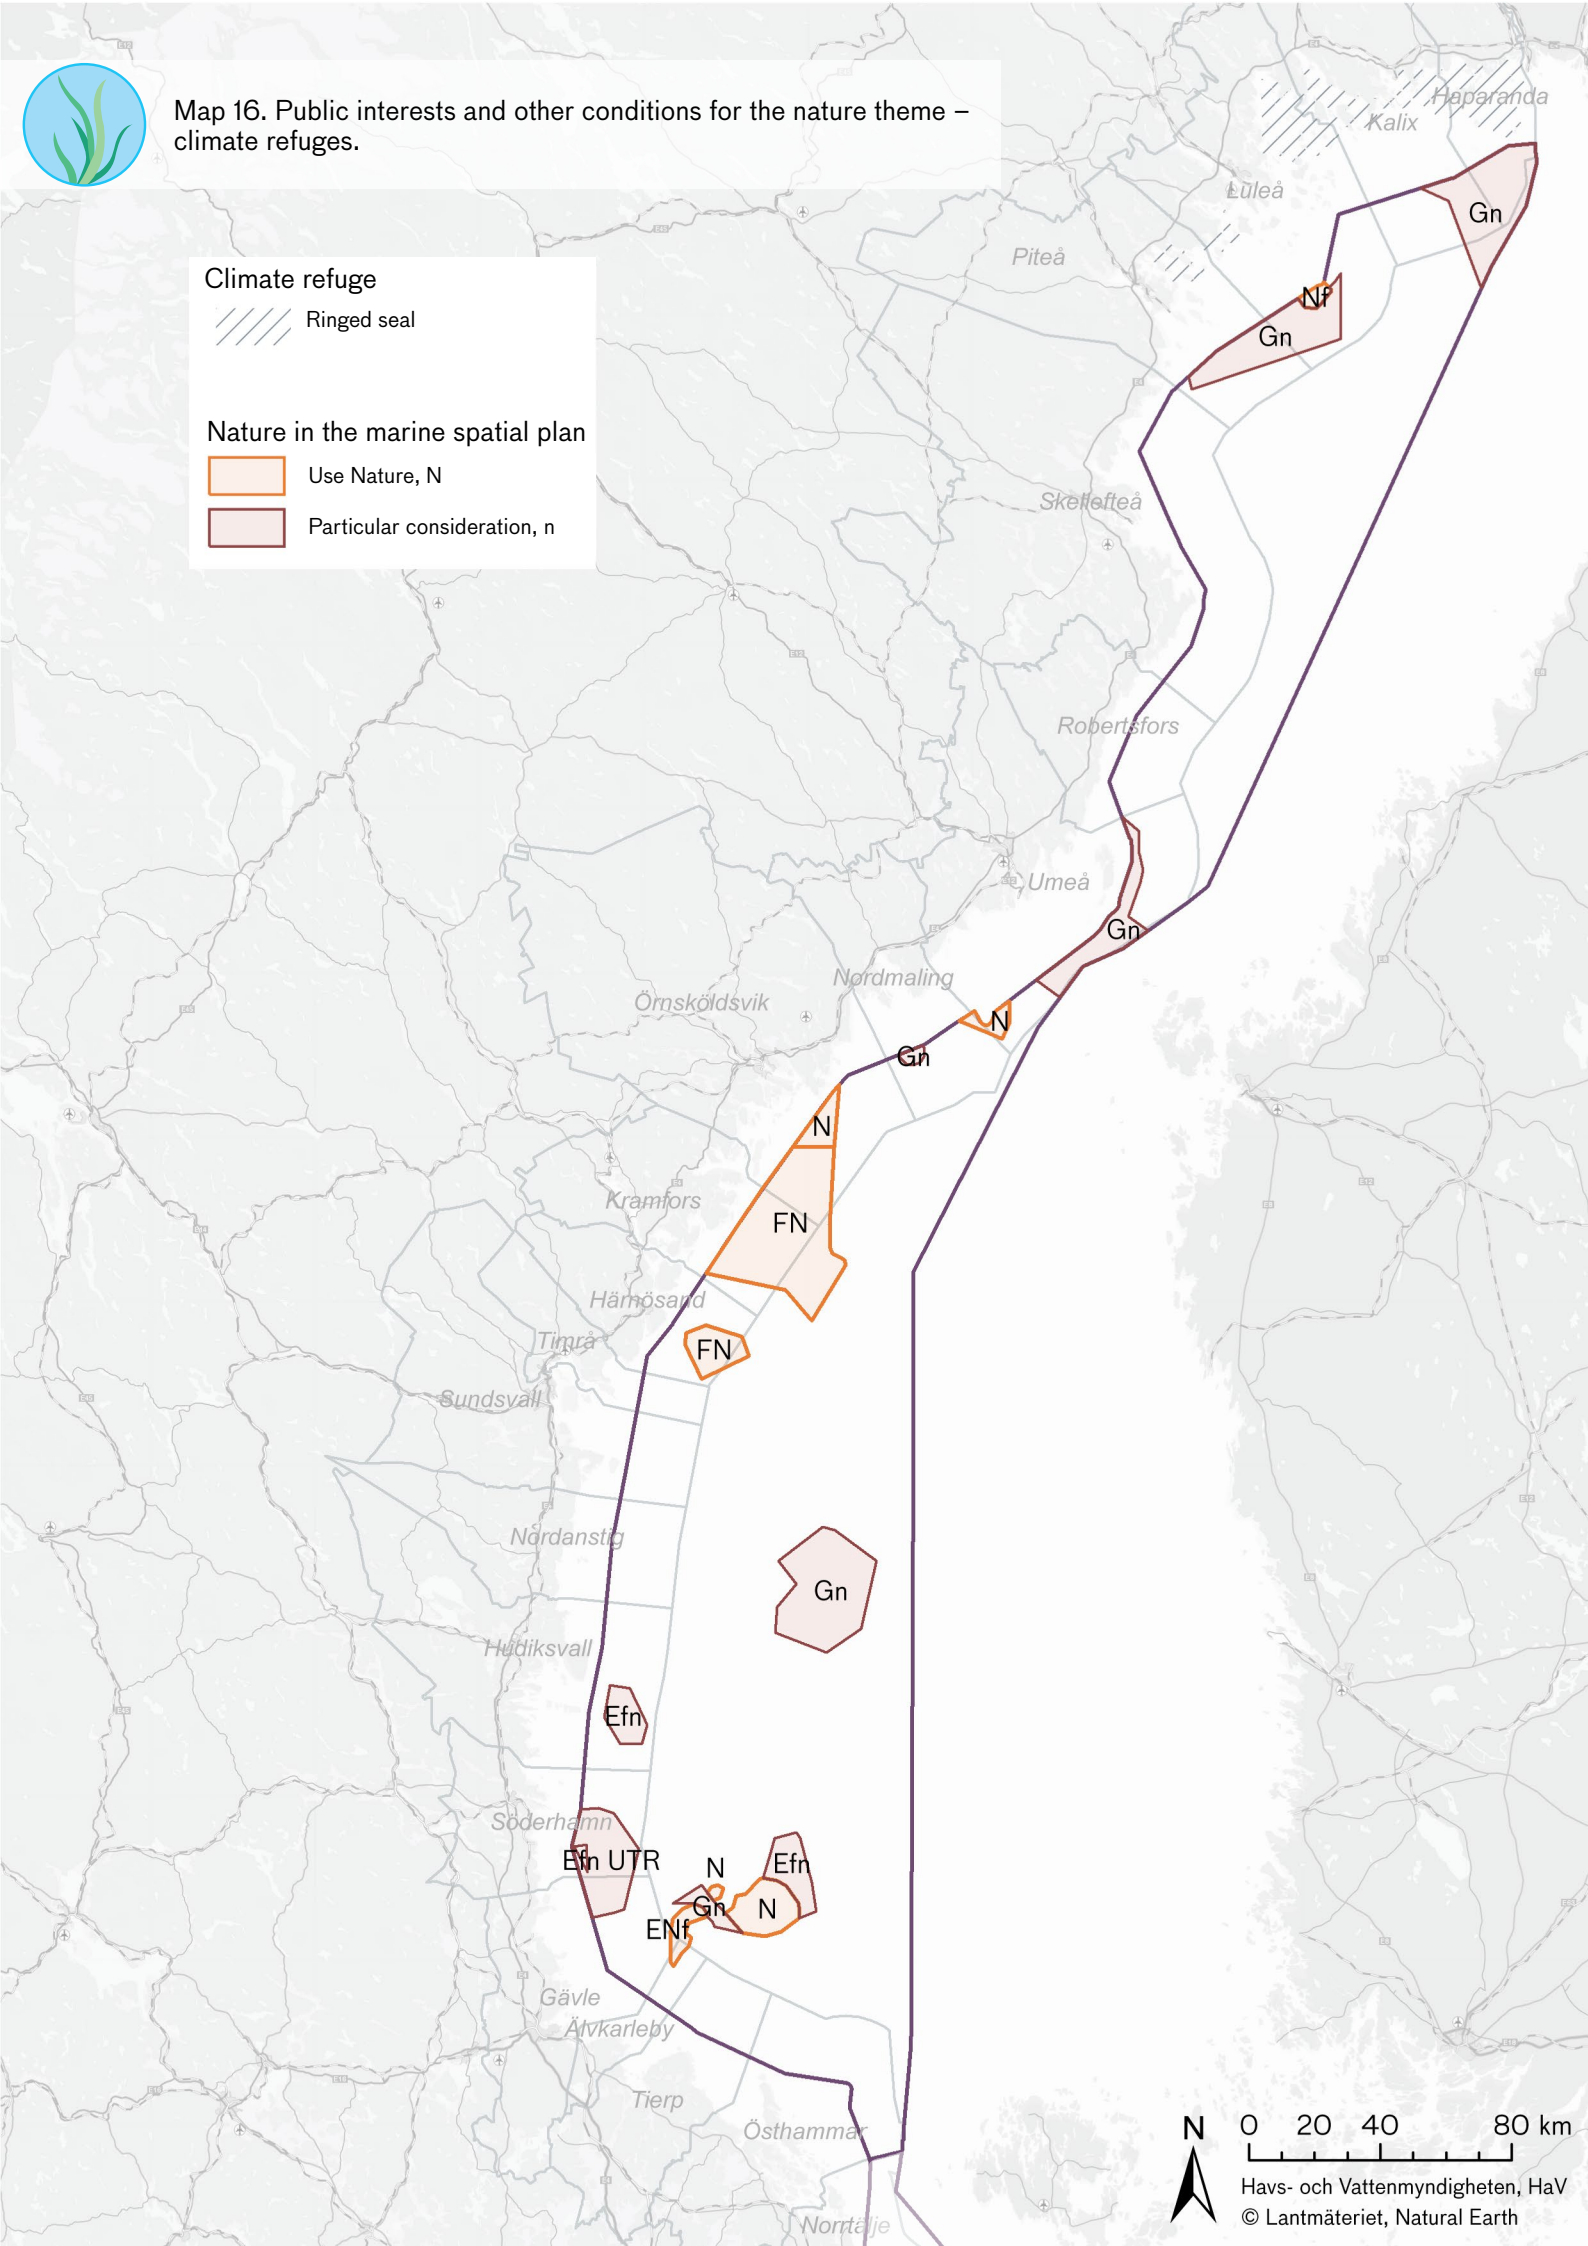 Map 16. Public interests and other conditions for the nature theme –
climate refuges.
Climate refuge
Ringed seal
Nature in the marine spatial plan
Use Nature, N
Particular consideration, n
Haparanda
Kalix
Luleå
Gn
Piteå
Nf
Gn
Skellefteå
Robertsfors
Umeå
Gn
Nordmaling
Örnsköldsvik
N
Gn
N
Kramfors
FN
Härnösand
Timrå
FN
Sundsvall
Nordanstig
Gn
Hudiksvall
Efn
Söderhamn
Efn UTR
N
Efn
Gn
N
ENf
Gävle
Älvkarleby
Tierp
Östhammar
Norrtälje
N
0 20 40 80 km
Havs- och Vattenmyndigheten, HaV
© Lantmäteriet, Natural Earth